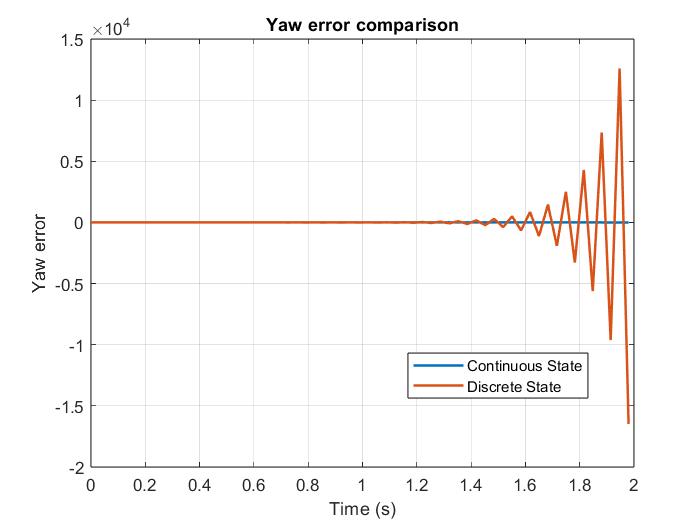 Yaw error comparison
×10⁴
1.5
1
0.5
0
-0.5
-1
-1.5
-2
Yaw error
Continuous State
Discrete State
0 0.2 0.4 0.6 0.8 1 1.2 1.4 1.6 1.8 2
Time (s)